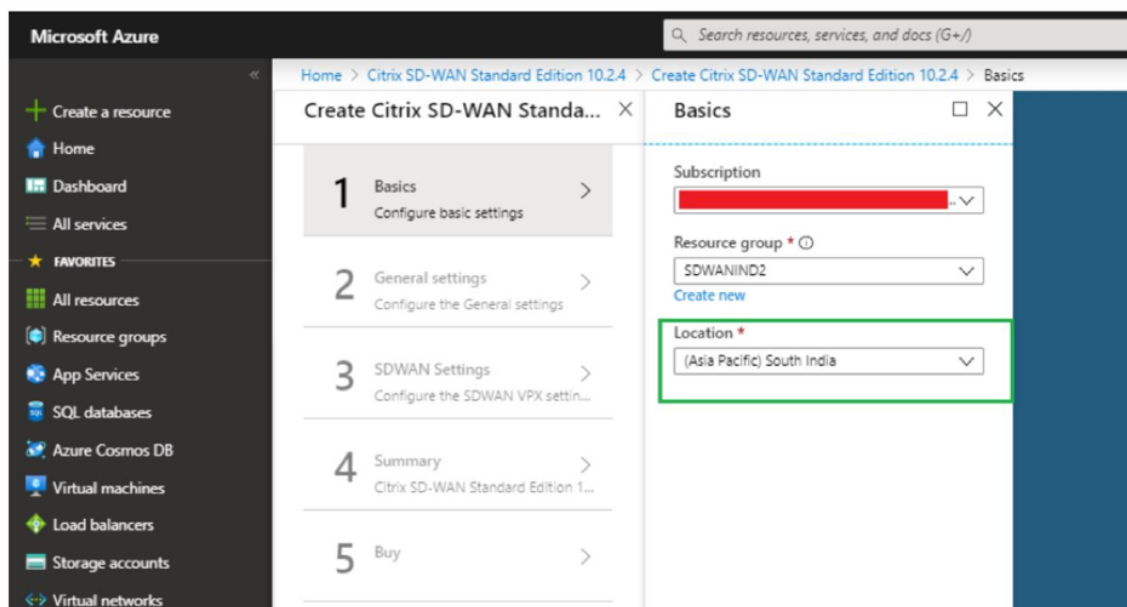 Microsoft Azure
Search resources, services, and docs (G+/)
«
Home > Citrix SD-WAN Standard Edition 10.2.4 > Create Citrix SD-WAN Standard Edition 10.2.4 > Basics
Create a resource
Home
Dashboard
All services
FAVORITES
All resources
Resource groups
App Services
SQL databases
Azure Cosmos DB
Virtual machines
Load balancers
Storage accounts
Virtual networks
Create Citrix SD-WAN Standa...
1 Basics
Configure basic settings
2 General settings
Configure the General settings
3 SDWAN Settings
Configure the SDWAN VPX settin...
4 Summary
Citrix SD-WAN Standard Edition 1...
5 Buy
Basics
Subscription
..
Resource group *
SDWANIND2
Create new
Location *
(Asia Pacific) South India